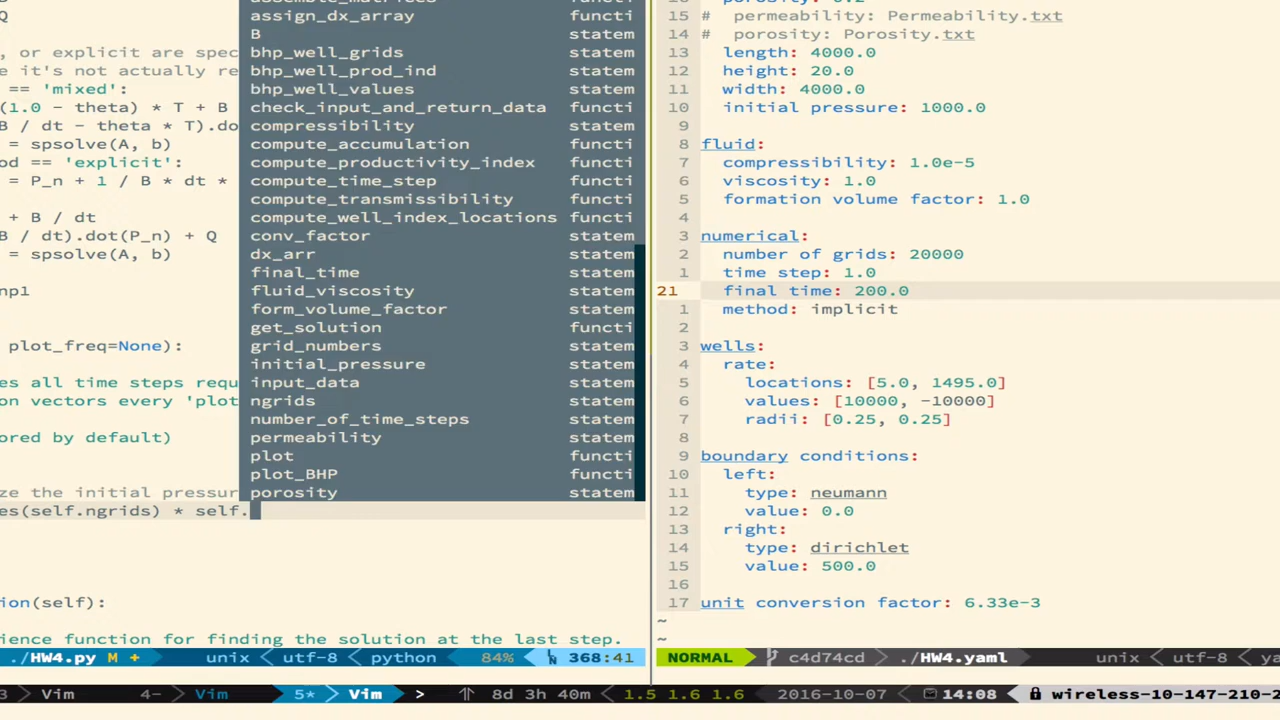 Q
, or explicit are spec
e it's not actually re
== 'mixed':
(1.0 - theta) * T + B
B / dt - theta * T).do
= spsolve(A, b)
od == 'explicit':
= P_n + 1 / B * dt *
+ B / dt
B / dt).dot(P_n) + Q
= spsolve(A, b)
np1
plot_freq=None):
es all time steps requ
on vectors every 'plot
ored by default)
ze the initial pressur
es(self.ngrids) * self.
ion(self):
ience function for finding the solution at the last step.
assemble_matrices functi
assign_dx_array functi
B statem
bhp_well_grids statem
bhp_well_prod_ind statem
bhp_well_values statem
check_input_and_return_data functi
compressibility statem
compute_accumulation functi
compute_productivity_index functi
compute_time_step functi
compute_transmissibility functi
compute_well_index_locations functi
conv_factor statem
dx_arr statem
final_time statem
fluid_viscosity statem
form_volume_factor statem
get_solution functi
grid_numbers statem
initial_pressure statem
input_data statem
ngrids statem
number_of_time_steps statem
permeability statem
plot functi
plot_BHP functi
porosity statem
./HW4.py M + unix < utf-8 < python 84% 368:41
16 porosity: 0.2
15 #  permeability: Permeability.txt
14 #  porosity: Porosity.txt
13 length: 4000.0
12 height: 20.0
11 width: 4000.0
10 initial pressure: 1000.0
9
8 fluid:
7 compressibility: 1.0e-5
6 viscosity: 1.0
5 formation volume factor: 1.0
4
3 numerical:
2 number of grids: 20000
1 time step: 1.0
21 final time: 200.0
1 method: implicit
2
3 wells:
4 rate:
5 locations: [5.0, 1495.0]
6 values: [10000, -10000]
7 radii: [0.25, 0.25]
8
9 boundary conditions:
10 left:
11 type: neumann
12 value: 0.0
13 right:
14 type: dirichlet
15 value: 500.0
16
17 unit conversion factor: 6.33e-3
~
~
NORMAL c4d74cd > ./HW4.yaml unix < utf-8 < ya
3 > Vim 4- > Vim 5* > Vim > 8d 3h 40m < 1.5 1.6 1.6 < 2016-10-07 < 14:08 wireless-10-147-210-2